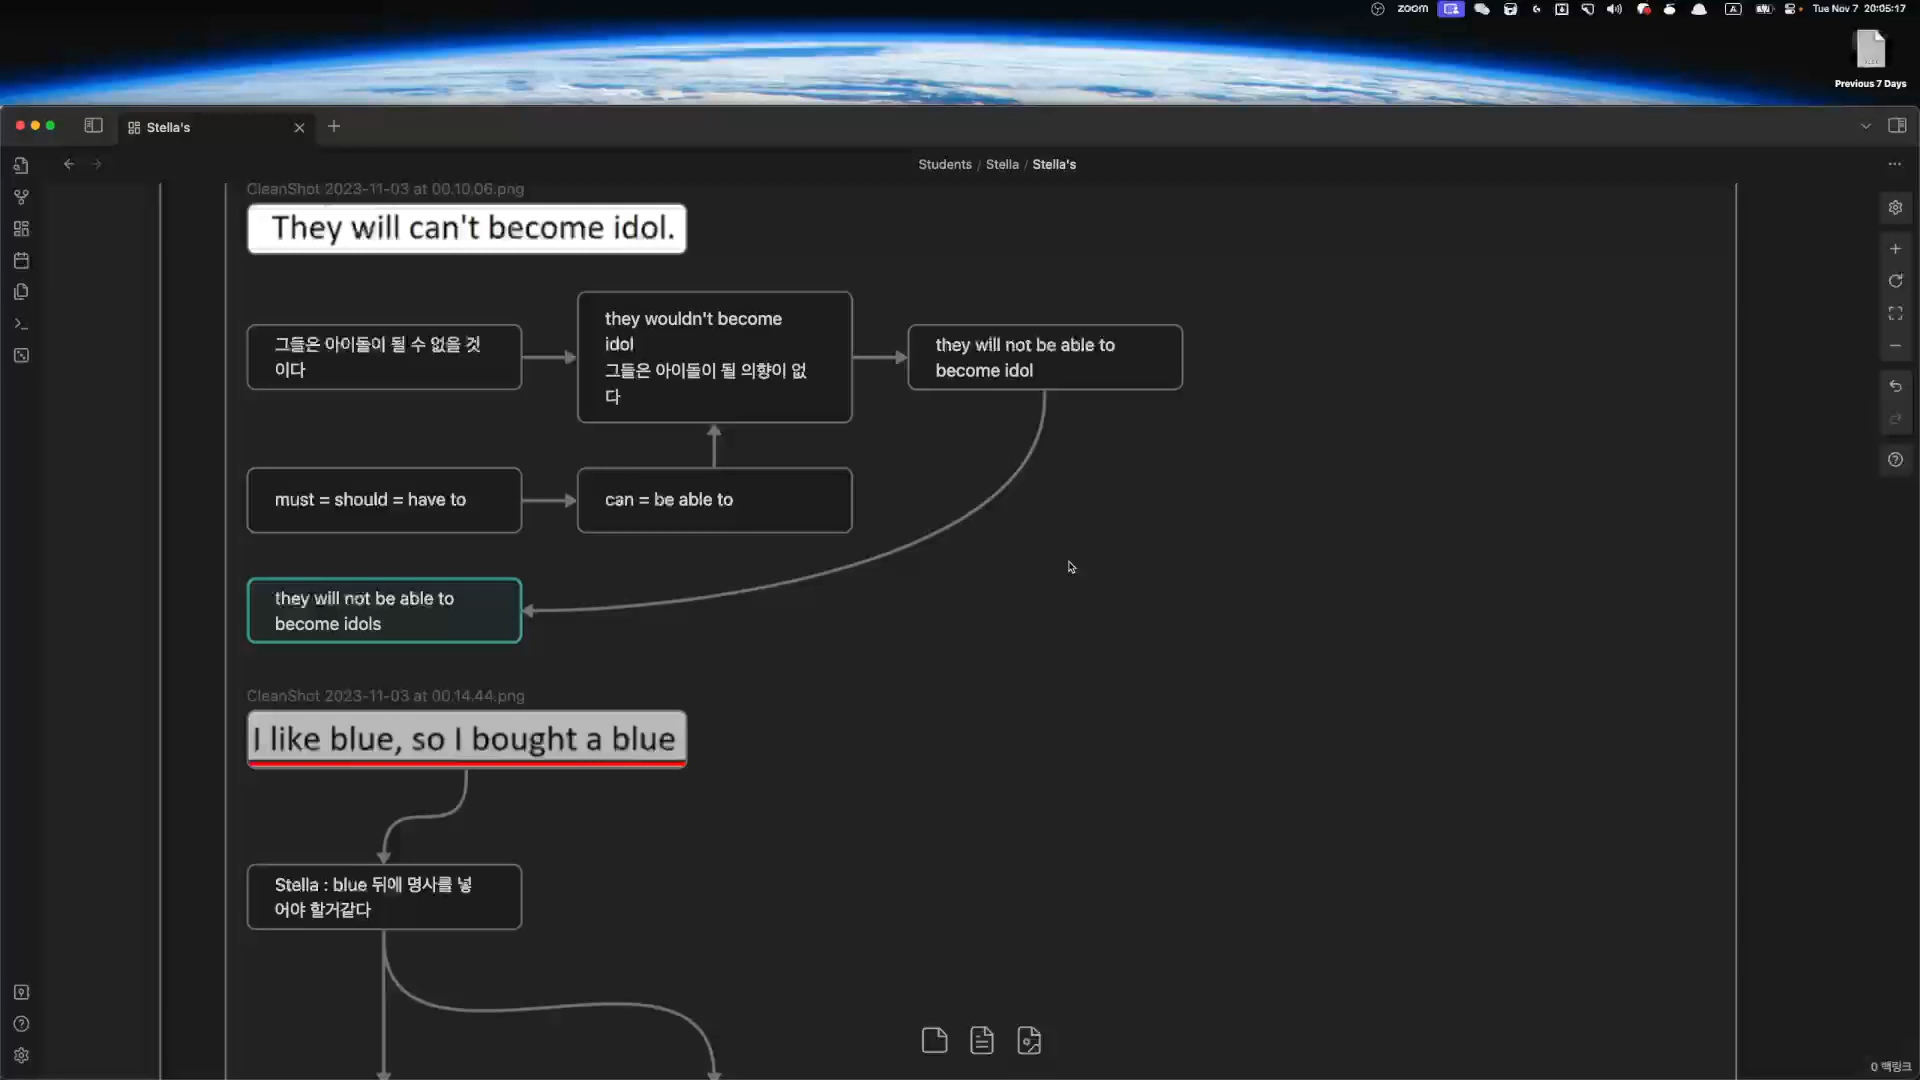 zoom
A
Tue Nov 7 20:05:17
Previous 7 Days
Stella's
Students / Stella / Stella's
CleanShot 2023-11-03 at 00.10.06.png
They will can't become idol.
그들은 아이돌이 될 수 없을 것
이다
they wouldn't become
idol
그들은 아이돌이 될 의향이 없
다
they will not be able to
become idol
must = should = have to
can = be able to
they will not be able to
become idols
CleanShot 2023-11-03 at 00.14.44.png
I like blue, so I bought a blue
Stella : blue 뒤에 명사를 넣
어야 할거같다
0 백링크